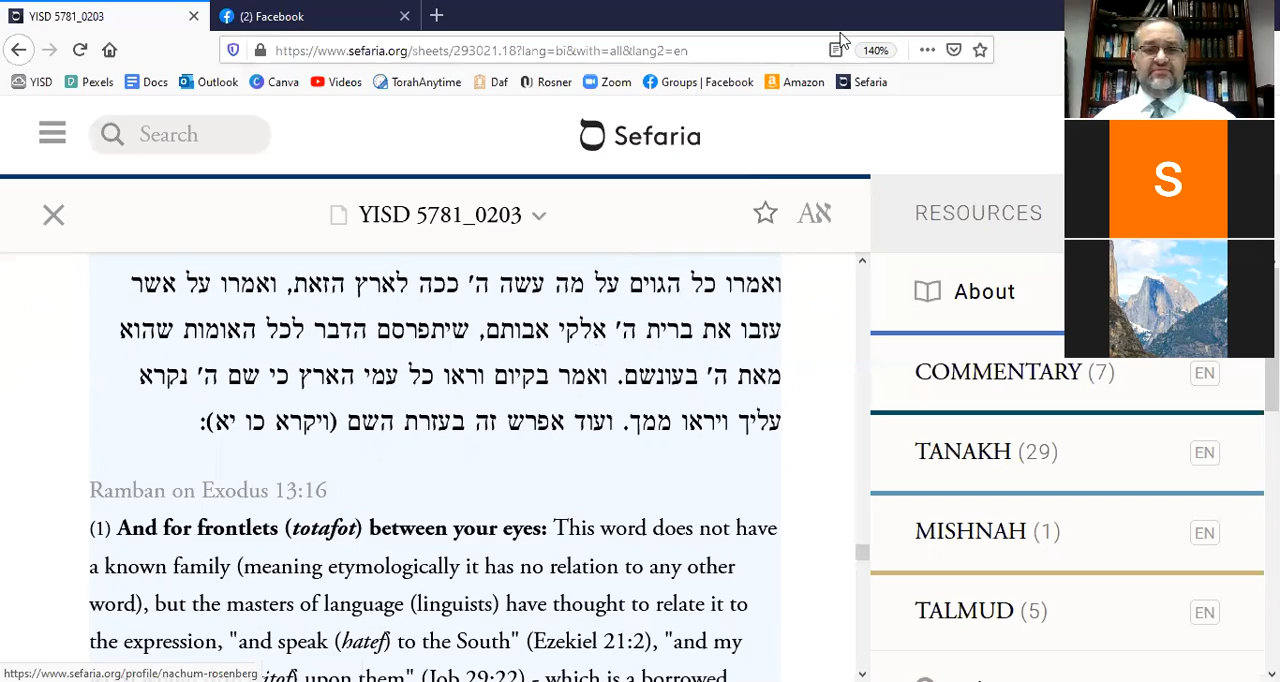 YISD 5781_0203
(2) Facebook
https://www.sefaria.org/sheets/293021.18?lang=bi&with=all&lang2=en
140%
YISD Pexels Docs Outlook Canva Videos TorahAnytime Daf Rosner Zoom Groups | Facebook Amazon Sefaria
Search
Sefaria
YISD 5781_0203
Aא
RESOURCES
About
COMMENTARY (7) EN
TANAKH (29) EN
MISHNAH (1) EN
TALMUD (5) EN
S
ואמרו כל הגוים על מה עשה ה' ככה לארץ הזאת, ואמרו על אשר
עזבו את ברית ה' אלקי אבותם, שיתפרסם הדבר לכל האומות שהוא
מאת ה' בעונשם. ואמר בקיום וראו כל עמי הארץ כי שם ה' נקרא
עליך ויראו ממך. ועוד אפרש זה בעזרת השם (ויקרא כו יא):
Ramban on Exodus 13:16
(1) And for frontlets (totafot) between your eyes: This word does not have
a known family (meaning etymologically it has no relation to any other
word), but the masters of language (linguists) have thought to relate it to
the expression, "and speak (hatef) to the South" (Ezekiel 21:2), "and my
upon them" (Job 29:22) - which is a borrowed
https://www.sefaria.org/profile/nachum-rosenberg